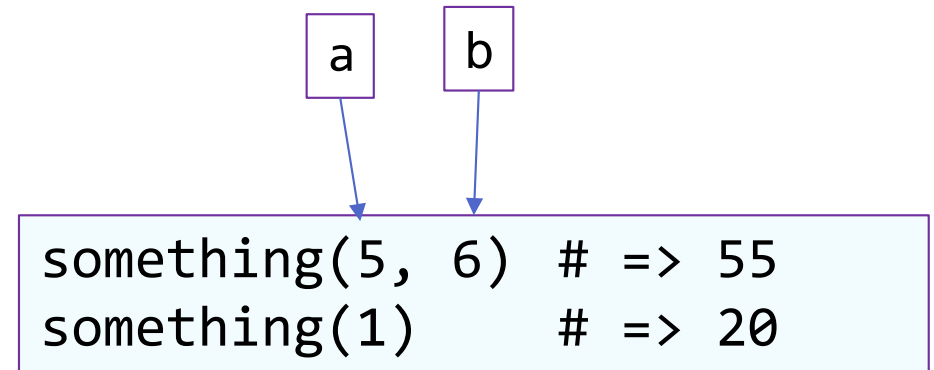 a b
something(5, 6) # => 55
something(1) # => 20